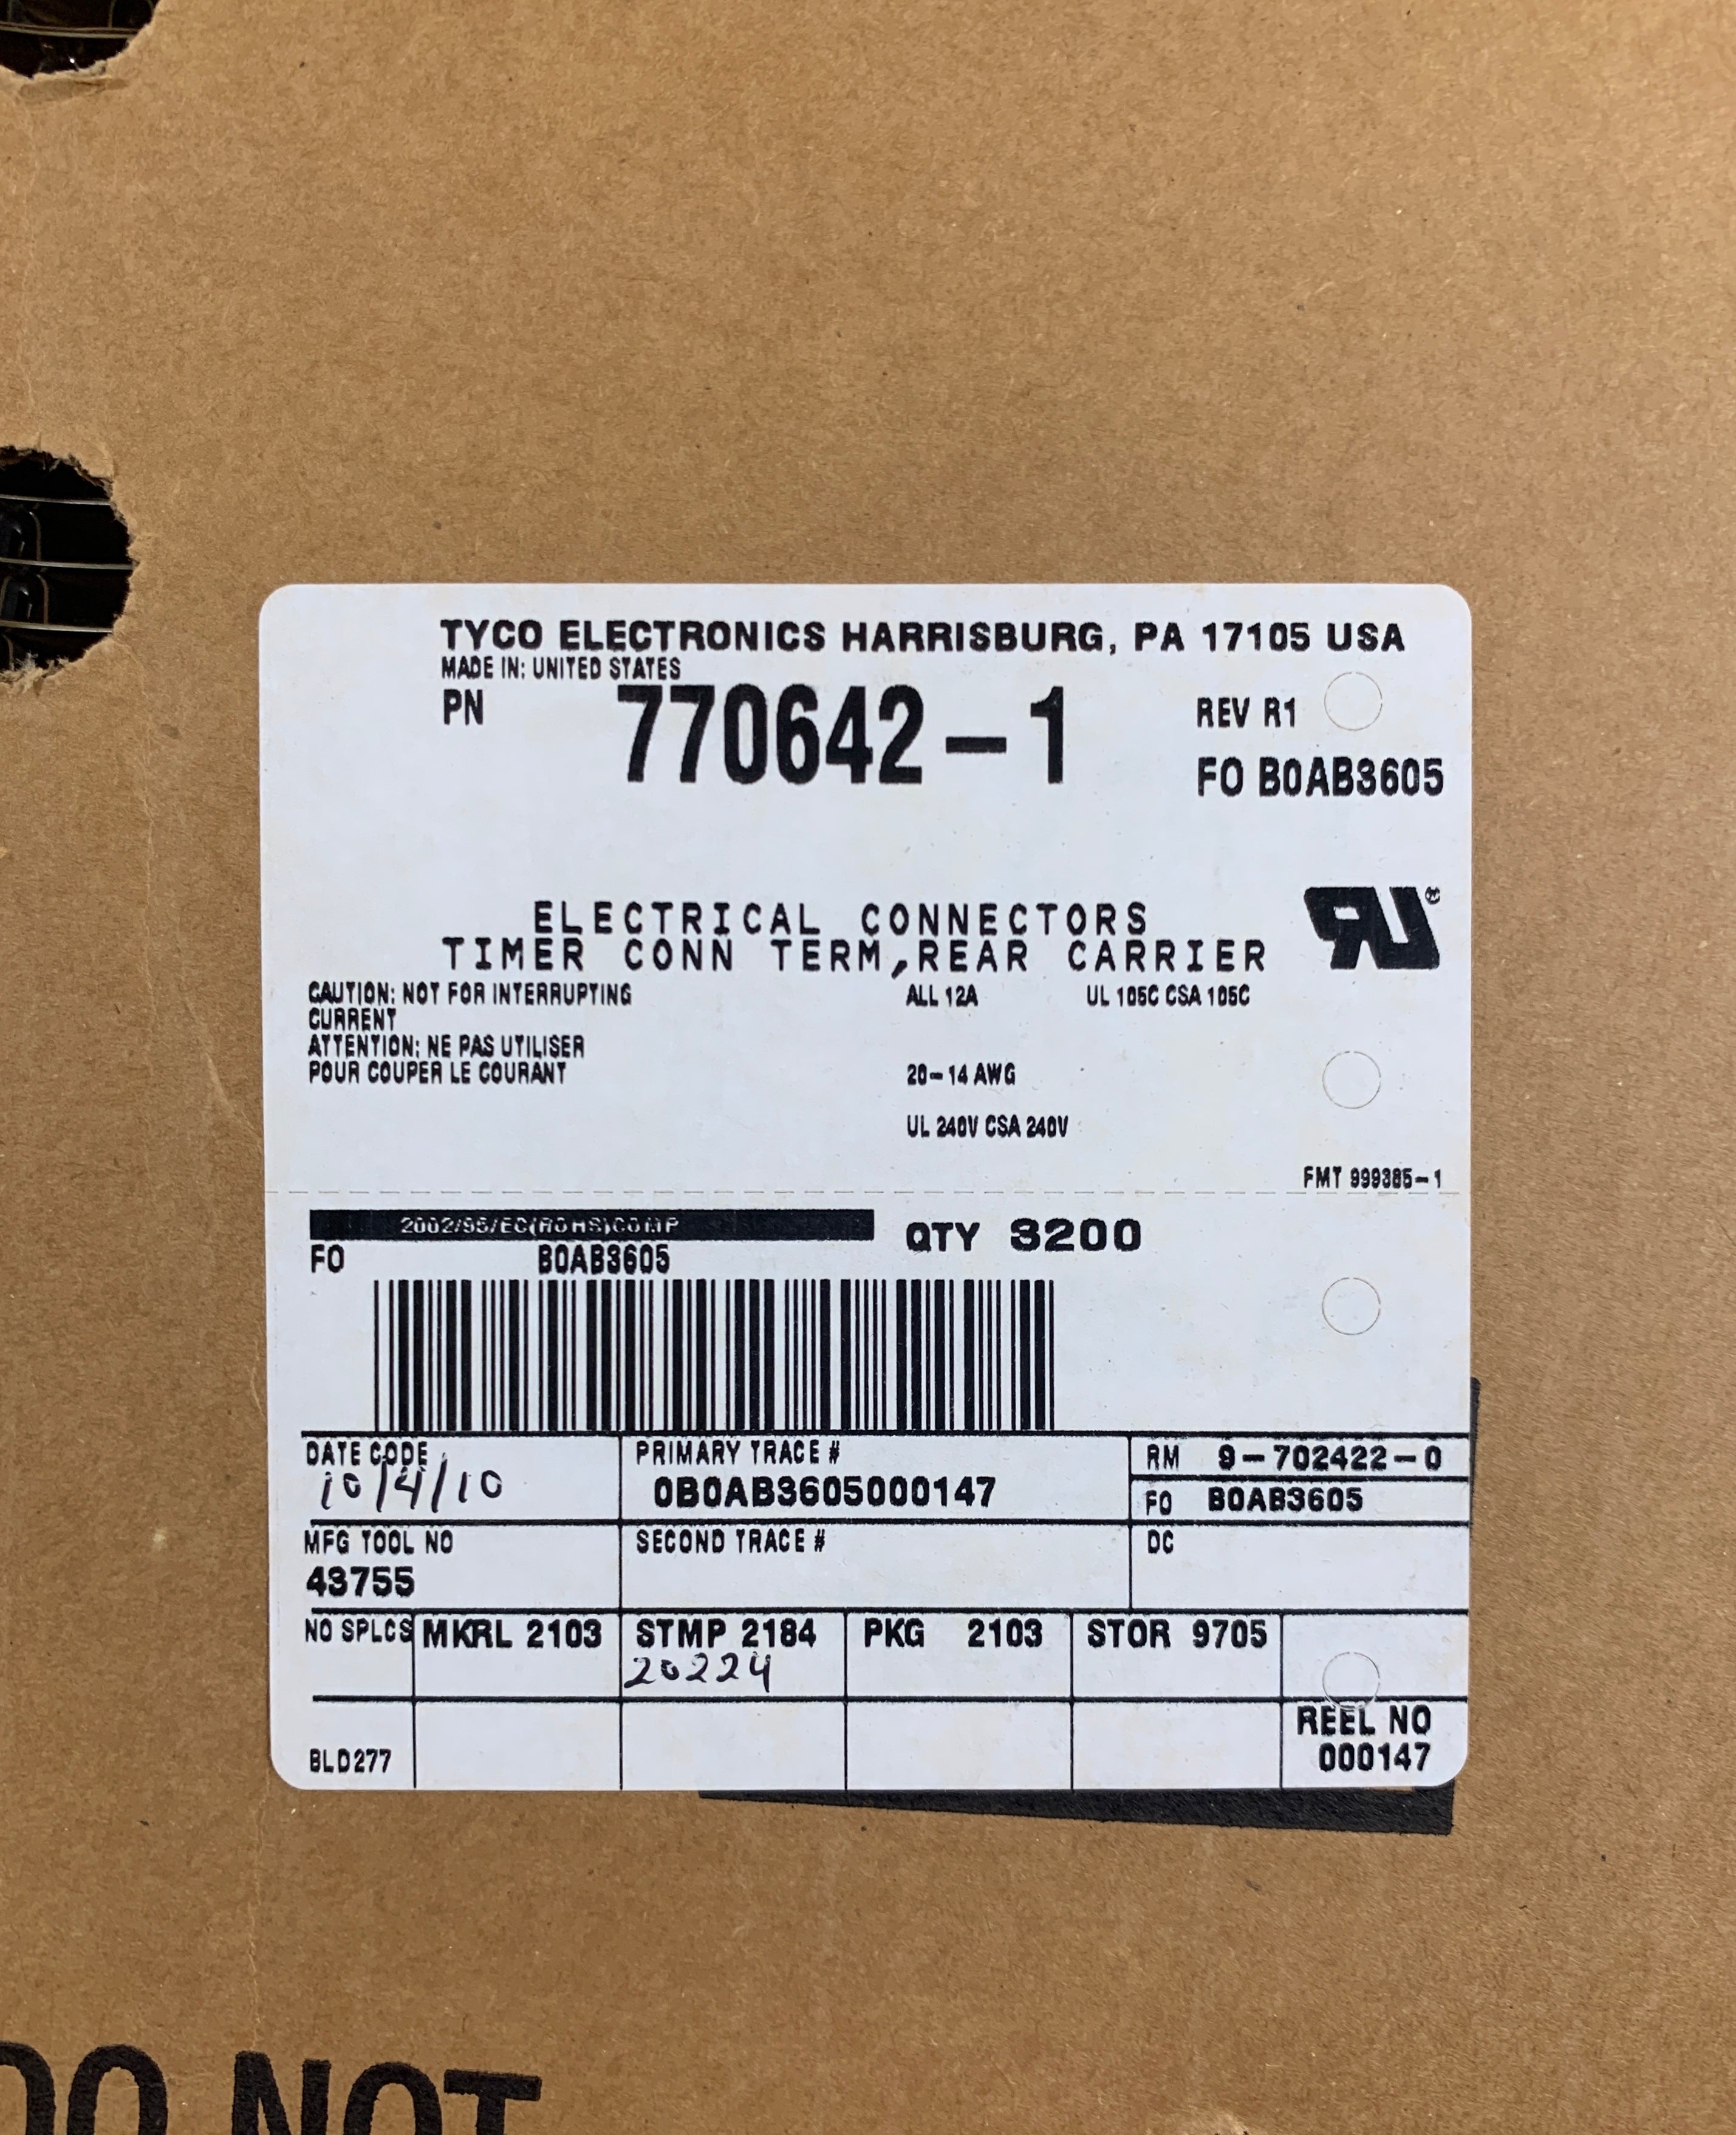 TYCO ELECTRONICS HARRISBURG, PA 17105 USA
MADE IN: UNITED STATES
PN 770642-1 REV R1
FO B0AB3605
ELECTRICAL CONNECTORS
TIMER CONN TERM,REAR CARRIER
CAUTION: NOT FOR INTERRUPTING ALL 12A UL 105C CSA 105C
CURRENT
ATTENTION: NE PAS UTILISER
POUR COUPER LE COURANT 20-14 AWG
UL 240V CSA 240V
FMT 999385-1
2002/95/EC(ROHS)COMP QTY 3200
FO B0AB3605
DATE CODE PRIMARY TRACE # RM 9-702422-0
10/4/10 0B0AB3605000147 FO B0AB3605
MFG TOOL NO SECOND TRACE # DC
43755
NO SPLCS MKRL 2103 STMP 2184 PKG 2103 STOR 9705
20224
REEL NO
BLD277 000147
DO NOT